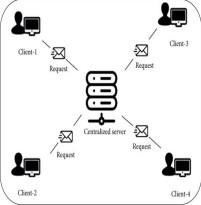 Client-1
Client-3
Request
Request
Centralized server
Request
Request
Client-2
Client-4